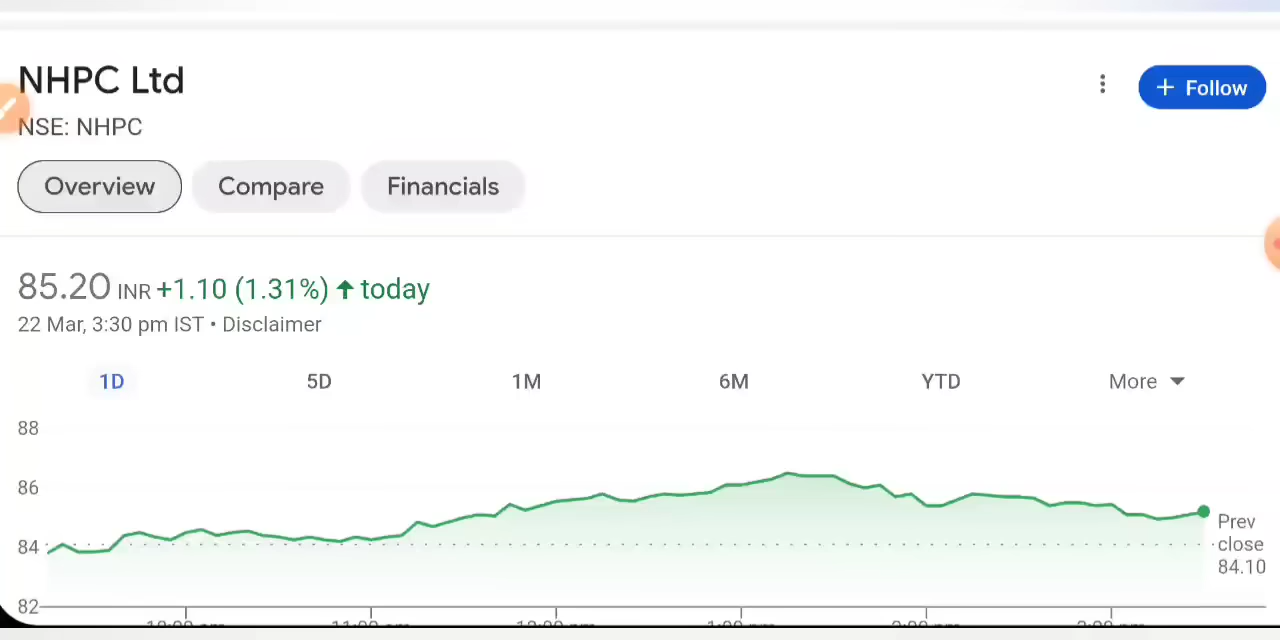 NHPC Ltd
+ Follow
NSE: NHPC
Overview Compare Financials
85.20 INR +1.10 (1.31%) ↑ today
22 Mar, 3:30 pm IST • Disclaimer
1D 5D 1M 6M YTD More
88
86
84
82
Prev
close
84.10